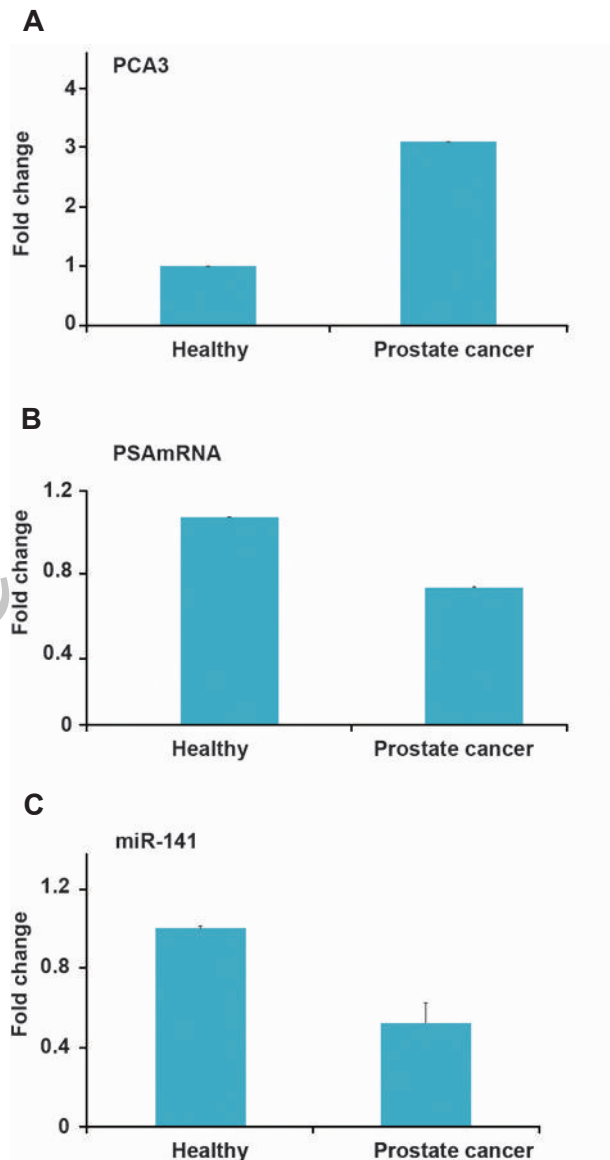 A
PCA3
Fold change
4
3
2
1
0
Healthy Prostate cancer
B
PSAmRNA
Fold change
1.2
0.8
0.4
0
Healthy Prostate cancer
C
miR-141
Fold change
1.2
0.8
0.4
0
Healthy Prostate cancer